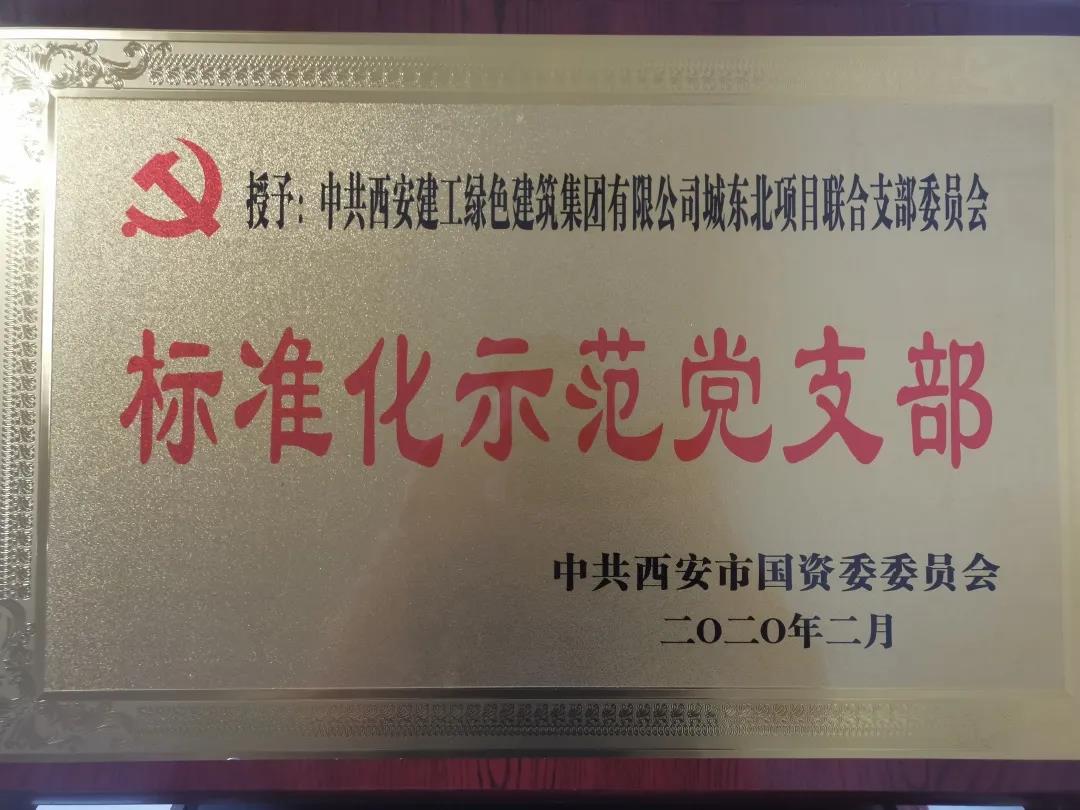 授予：中共西安建工绿色建筑集团有限公司城东北项目联合支部委员会
标准化示范党支部
中共西安市国资委委员会
二〇二〇年二月